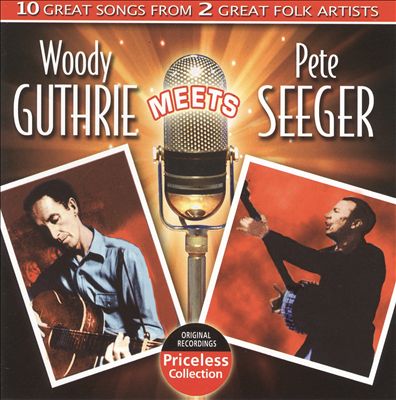 10 GREAT SONGS FROM 2 GREAT FOLK ARTISTS
Woody
GUTHRIE
MEETS
Pete
SEEGER
ORIGINAL
RECORDINGS
Priceless
Collection